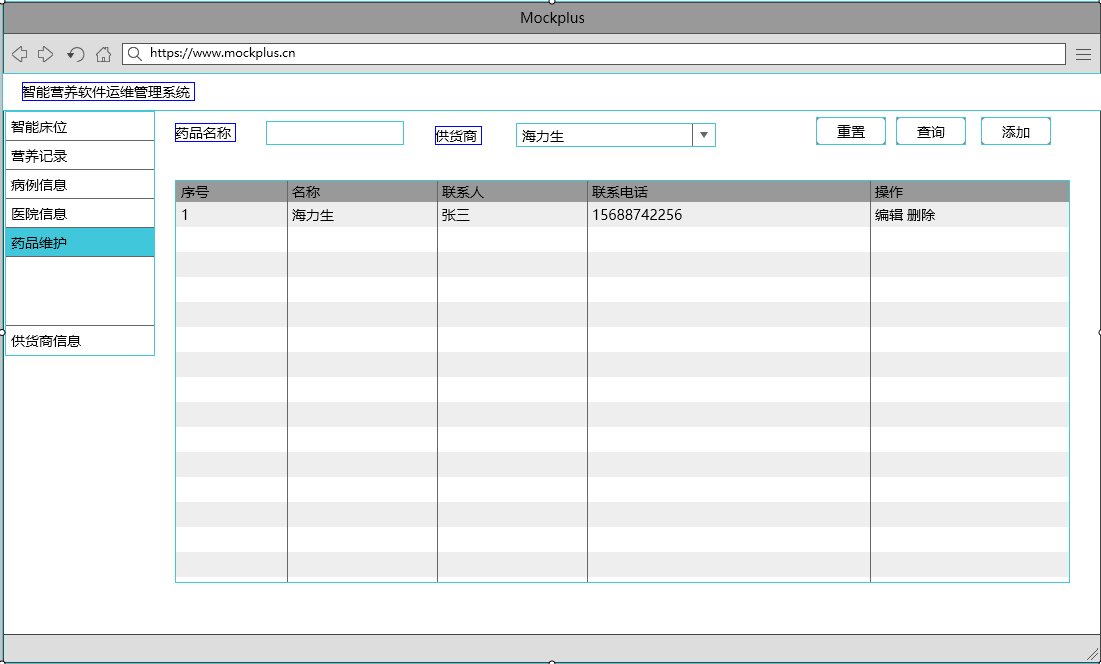 Mockplus
https://www.mockplus.cn
智能营养软件运维管理系统
智能床位
营养记录
病例信息
医院信息
药品维护
供货商信息
药品名称 供货商 海力生 重置 查询 添加
序号 名称 联系人 联系电话 操作
1 海力生 张三 15688742256 编辑 删除